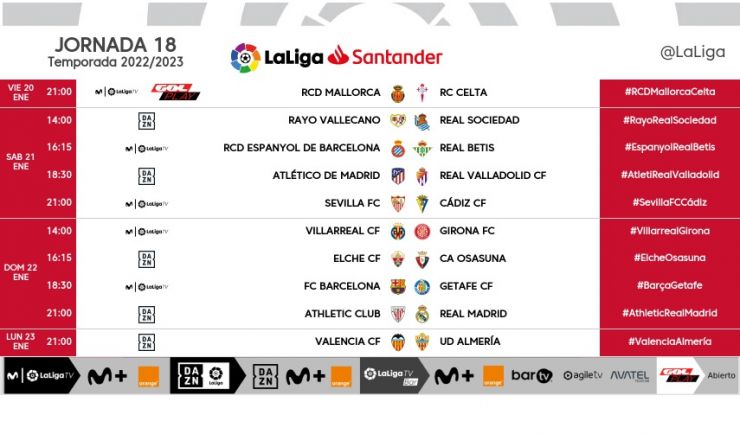 JORNADA 18
Temporada 2022/2023
LaLiga Santander
@LaLiga
VIE 20 ENE
21:00 M LaLigaTV GOL PLAY RCD MALLORCA RC CELTA #RCDMallorcaCelta
SAB 21 ENE
14:00 DAZN RAYO VALLECANO REAL SOCIEDAD #RayoRealSociedad
16:15 M LaLigaTV RCD ESPANYOL DE BARCELONA REAL BETIS #EspanyolRealBetis
18:30 DAZN ATLÉTICO DE MADRID REAL VALLADOLID CF #AtletiRealValladolid
21:00 M LaLigaTV SEVILLA FC CÁDIZ CF #SevillaFCCádiz
DOM 22 ENE
14:00 M LaLigaTV VILLARREAL CF GIRONA FC #VillarrealGirona
16:15 DAZN ELCHE CF CA OSASUNA #ElcheOsasuna
18:30 M LaLigaTV FC BARCELONA GETAFE CF #BarçaGetafe
21:00 DAZN ATHLETIC CLUB REAL MADRID #AthleticRealMadrid
LUN 23 ENE
21:00 DAZN VALENCIA CF UD ALMERÍA #ValenciaAlmería
M LaLigaTV M+ orange DAZN LaLiga DAZN M+ orange LaLigaTV bar M+ orange bartv agiletv AVATEL GOL PLAY Abierto